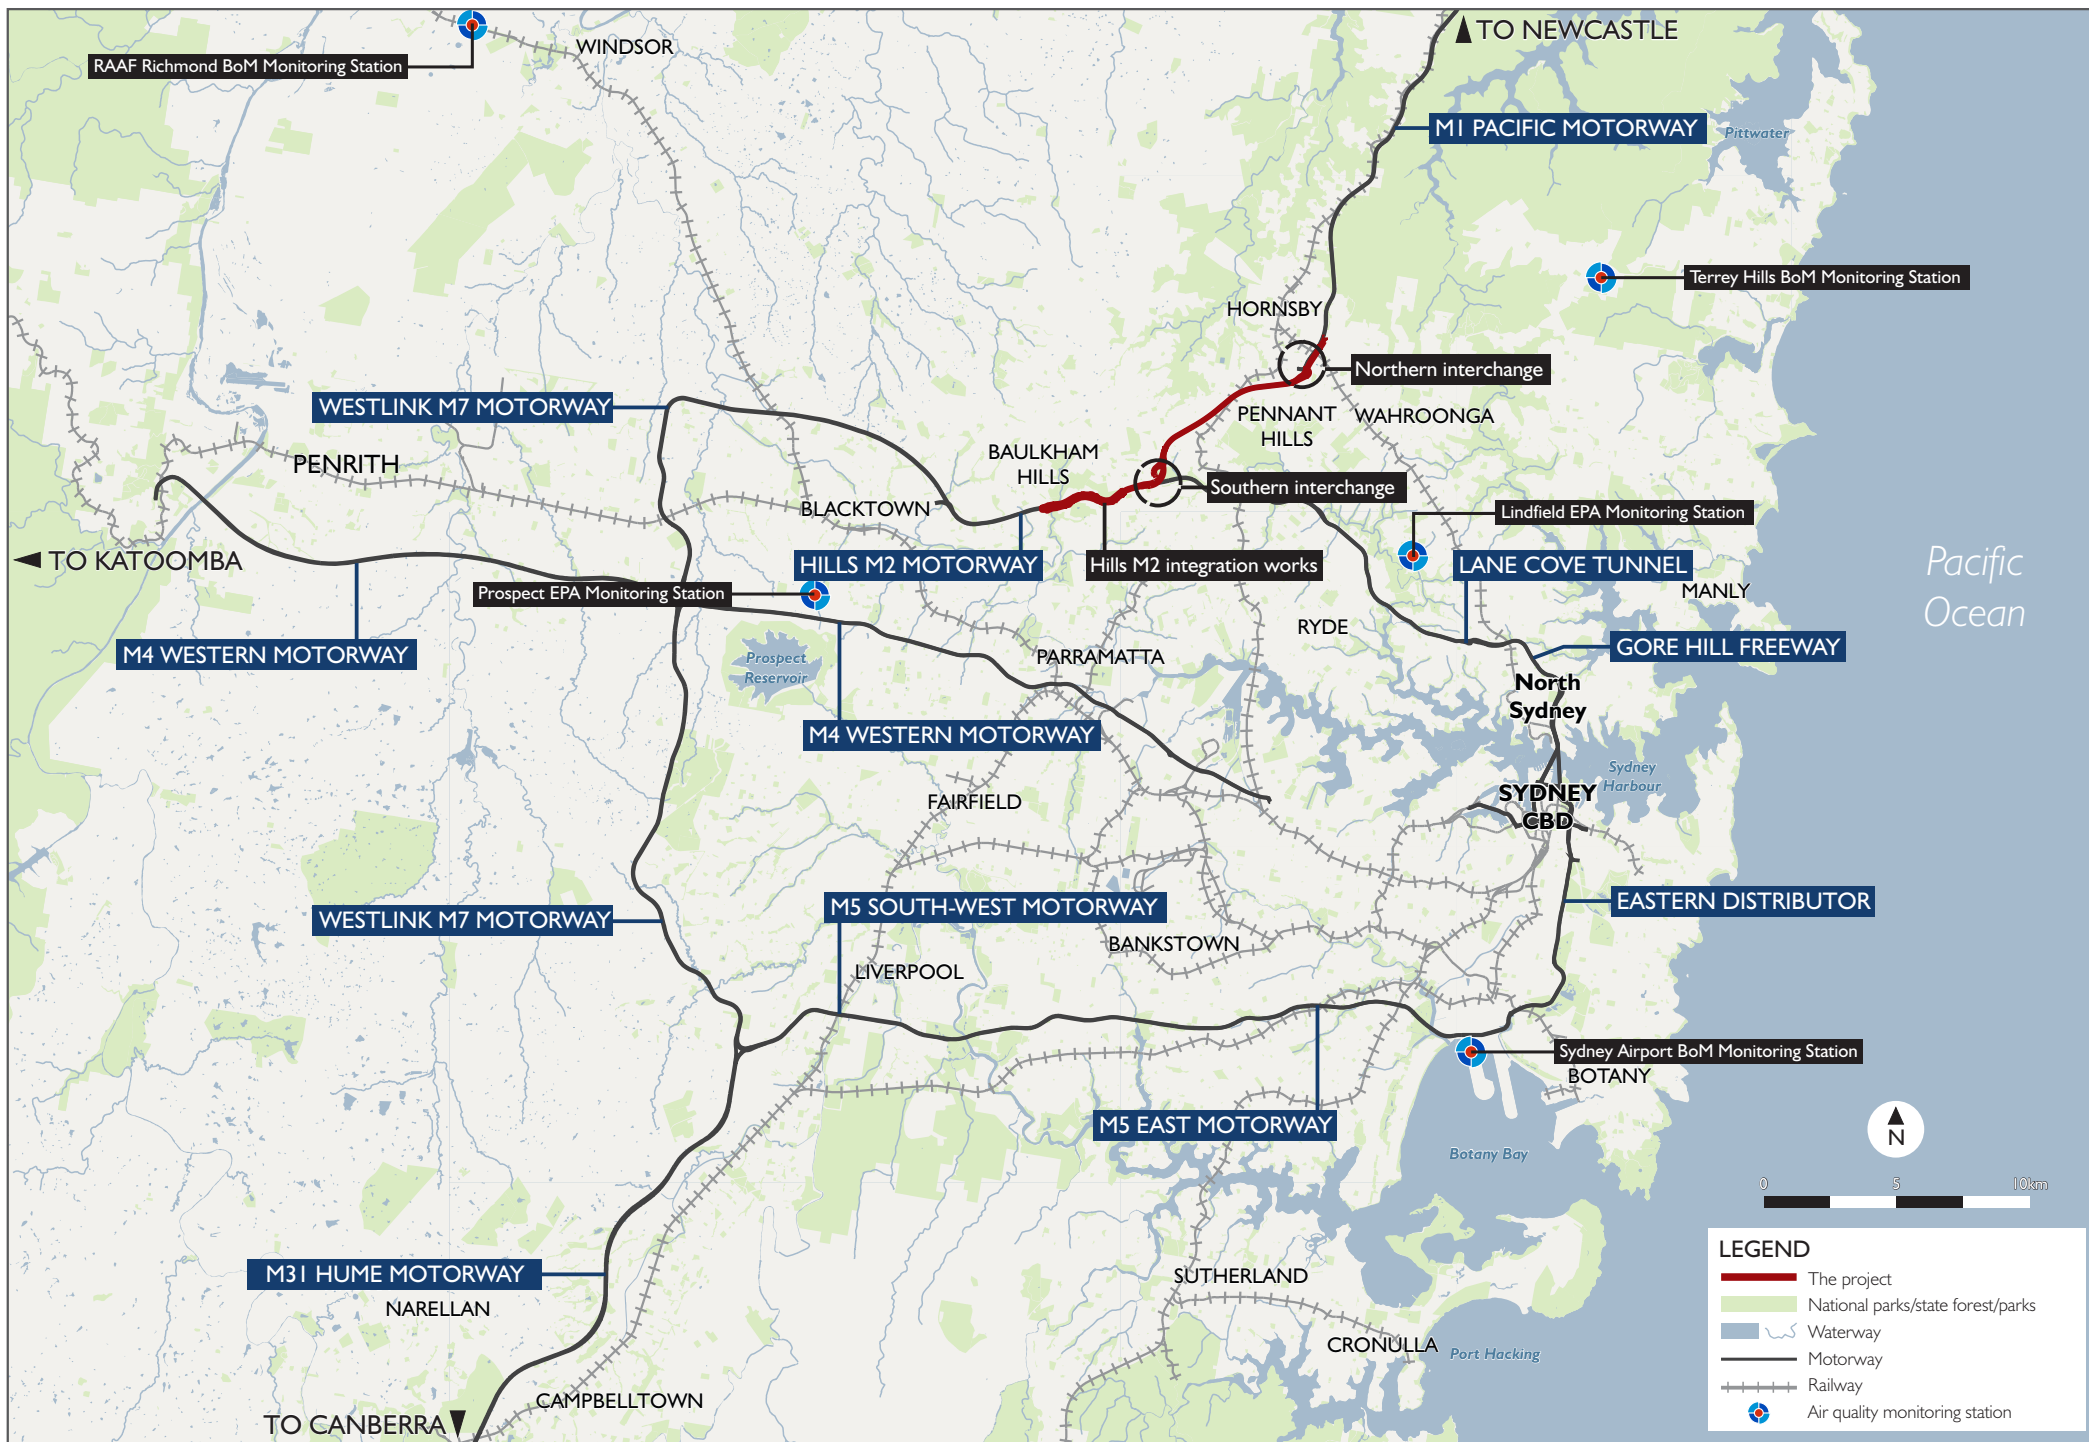 TO NEWCASTLE
WINDSOR
RAAF Richmond BoM Monitoring Station
M1 PACIFIC MOTORWAY
Pittwater
Terrey Hills BoM Monitoring Station
HORNSBY
Northern interchange
WESTLINK M7 MOTORWAY
PENNANT
HILLS
WAHROONGA
BAULKHAM
HILLS
PENRITH
Southern interchange
BLACKTOWN
Lindfield EPA Monitoring Station
TO KATOOMBA
HILLS M2 MOTORWAY
Hills M2 integration works
LANE COVE TUNNEL
Pacific
Ocean
Prospect EPA Monitoring Station
MANLY
RYDE
M4 WESTERN MOTORWAY
GORE HILL FREEWAY
Prospect
Reservoir
PARRAMATTA
North
Sydney
M4 WESTERN MOTORWAY
Sydney
Harbour
SYDNEY
CBD
FAIRFIELD
M5 SOUTH-WEST MOTORWAY
EASTERN DISTRIBUTOR
WESTLINK M7 MOTORWAY
BANKSTOWN
LIVERPOOL
Sydney Airport BoM Monitoring Station
BOTANY
M5 EAST MOTORWAY
N
Botany Bay
0 5 10km
M31 HUME MOTORWAY
NARELLAN
SUTHERLAND
CRONULLA
Port Hacking
CAMPBELLTOWN
TO CANBERRA
LEGEND
The project
National parks/state forest/parks
Waterway
Motorway
Railway
Air quality monitoring station